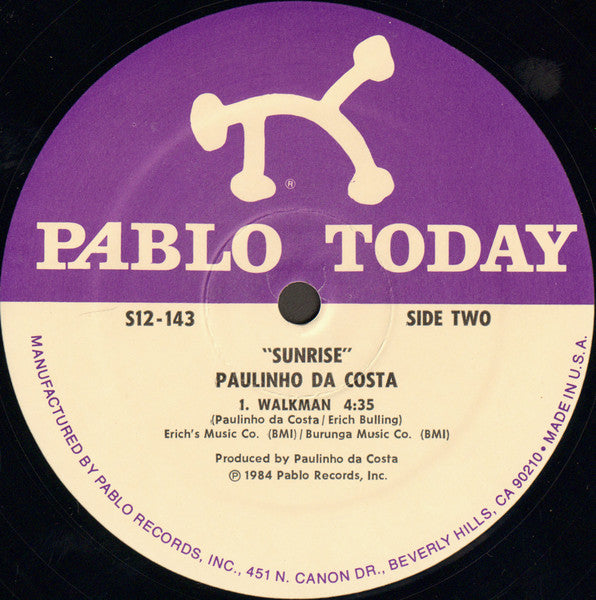 ®
PABLO TODAY
S12-143
SIDE TWO
"SUNRISE"
PAULINHO DA COSTA
1. WALKMAN 4:35
(Paulinho da Costa/Erich Bulling)
Erich's Music Co. (BMI)/Burunga Music Co. (BMI)
Produced by Paulinho da Costa
℗ 1984 Pablo Records, Inc.
MANUFACTURED BY PABLO RECORDS, INC., 451 N. CANON DR., BEVERLY HILLS, CA 90210 • MADE IN U.S.A.